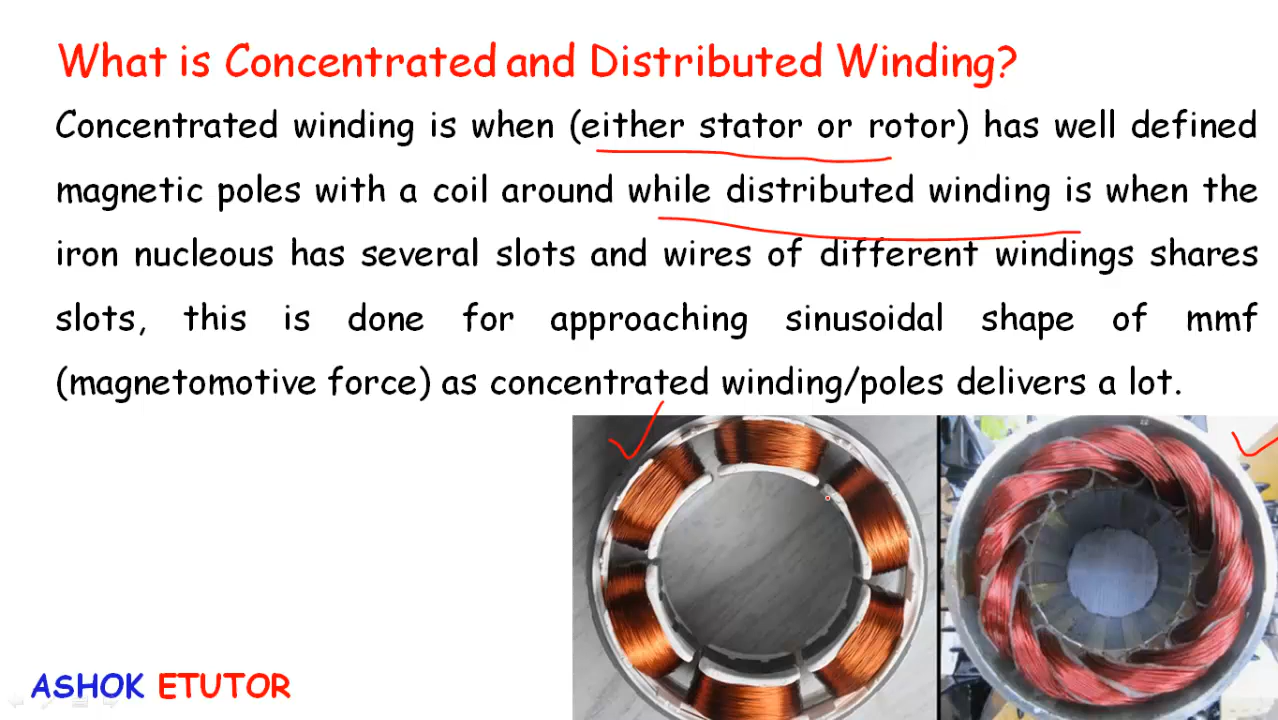 What is Concentrated and Distributed Winding?
Concentrated winding is when (either stator or rotor) has well defined
magnetic poles with a coil around while distributed winding is when the
iron nucleous has several slots and wires of different windings shares
slots, this is done for approaching sinusoidal shape of mmf
(magnetomotive force) as concentrated winding/poles delivers a lot.
ASHOK ETUTOR